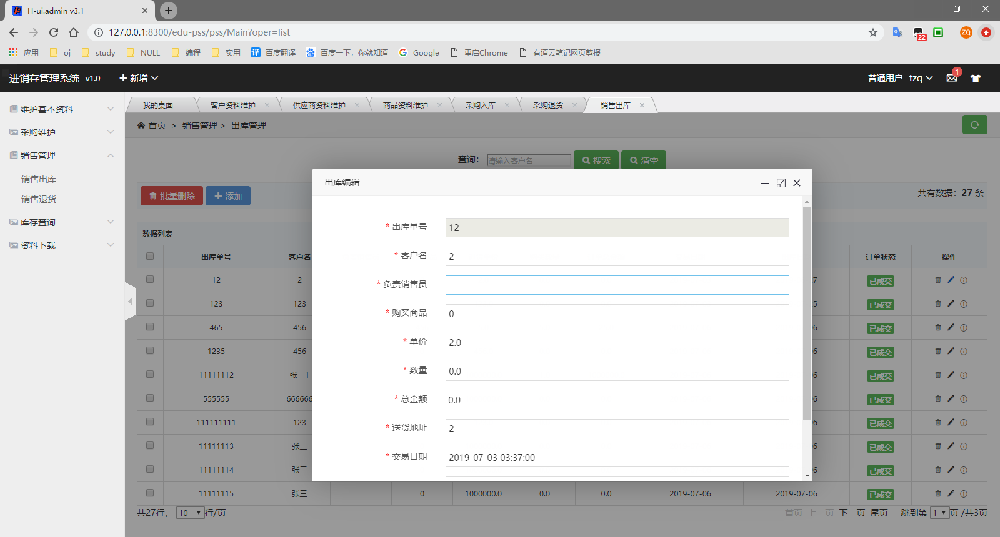 H-ui.admin v3.1
127.0.0.1:8300/edu-pss/pss/Main?oper=list
22
ZQ
应用
oj
study
NULL
编程
实用
译 百度翻译
百度一下，你就知道
Google
重启Chrome
有道云笔记网页剪报
进销存管理系统 v1.0
新增
普通用户
tzq
1
维护基本资料
采购维护
销售管理
销售出库
销售退货
库存查询
资料下载
我的桌面
客户资料维护
供应商资料维护
商品资料维护
采购入库
采购退货
销售出库
首页 > 销售管理 > 出库管理
查询： 请输入客户名 搜索 清空
批量删除 添加
共有数据：27 条
数据列表
出库单号 客户名 订单状态 操作
12 2 7 已成交
123 123 5 已成交
465 456 6 已成交
1235 456 6 已成交
11111112 张三1 6 已成交
555555 666666 6 已成交
111111111 123 6 已成交
11111113 张三 6 已成交
11111114 张三 6 已成交
11111115 张三 0 1000000.0 0.0 0.0 2019-07-06 2019-07-06 已成交
共27行， 10 行/页
首页 上一页 下一页 尾页 跳到第 1 页 /共3页
出库编辑
* 出库单号 12
* 客户名 2
* 负责销售员
* 购买商品 0
* 单价 2.0
* 数量 0.0
* 总金额 0.0
* 送货地址 2
* 交易日期 2019-07-03 03:37:00